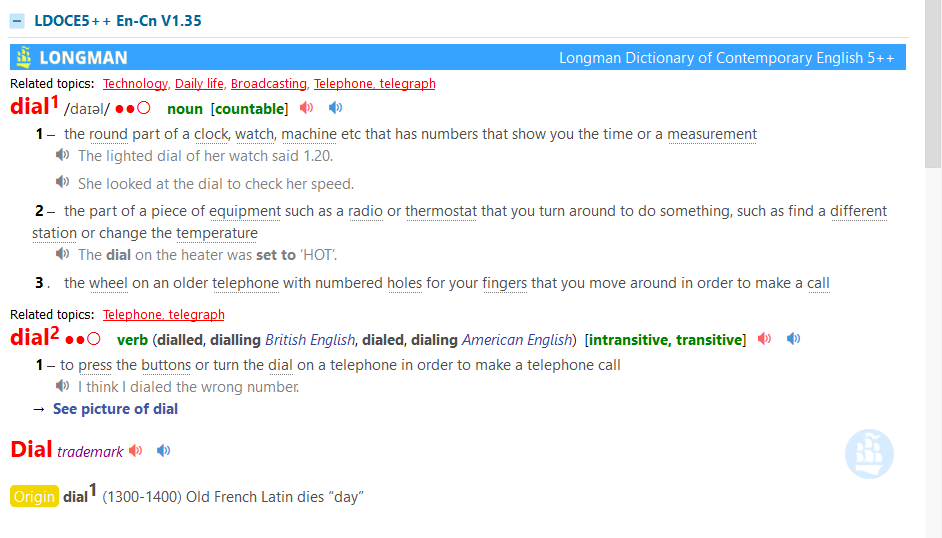 LDOCE5++ En-Cn V1.35
LONGMAN Longman Dictionary of Contemporary English 5++
Related topics: Technology, Daily life, Broadcasting, Telephone, telegraph
dial1 /daɪəl/ ●●○ noun [countable]
1 – the round part of a clock, watch, machine etc that has numbers that show you the time or a measurement
The lighted dial of her watch said 1.20.
She looked at the dial to check her speed.
2 – the part of a piece of equipment such as a radio or thermostat that you turn around to do something, such as find a different
station or change the temperature
The dial on the heater was set to ‘HOT’.
3 . the wheel on an older telephone with numbered holes for your fingers that you move around in order to make a call
Related topics: Telephone, telegraph
dial2 ●●○ verb (dialled, dialling British English, dialed, dialing American English) [intransitive, transitive]
1 – to press the buttons or turn the dial on a telephone in order to make a telephone call
I think I dialed the wrong number.
→ See picture of dial
Dial trademark
Origin dial1 (1300-1400) Old French Latin dies “day”